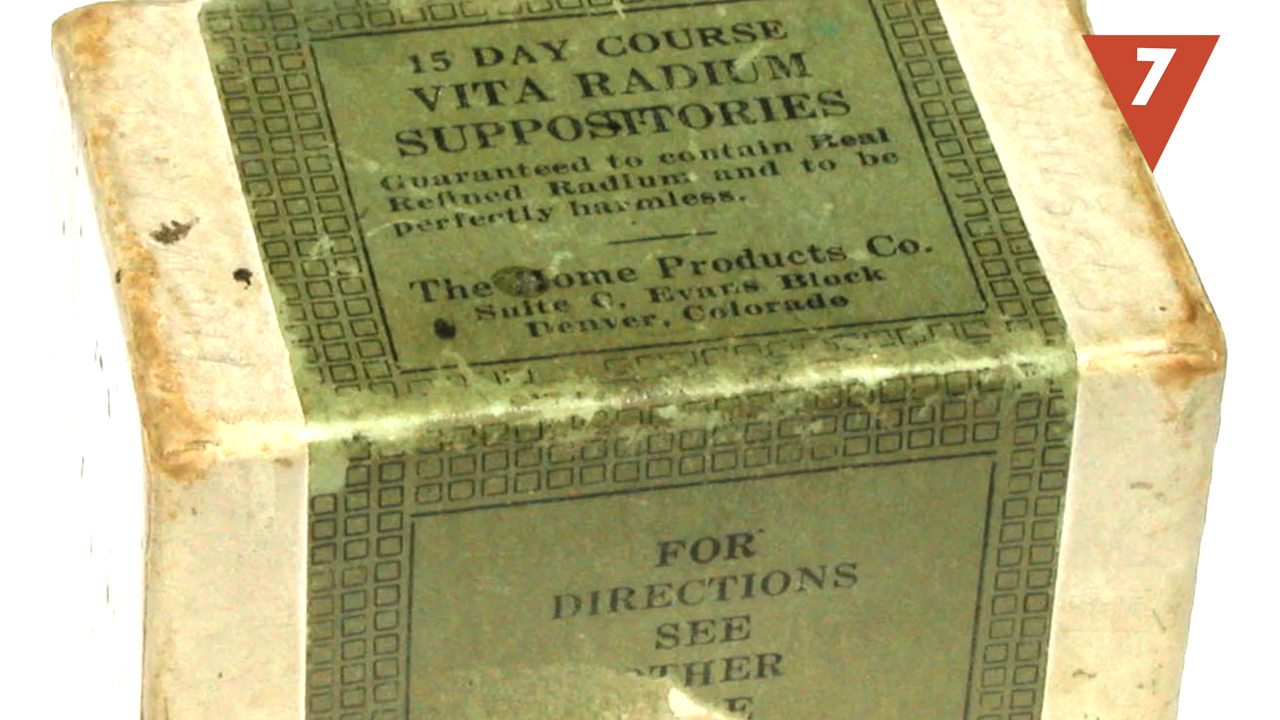 15 DAY COURSE
VITA RADIUM
SUPPOSITORIES
Guaranteed to contain Real
Refined Radium and to be
perfectly harmless.
The Home Products Co.
Suite C, Evans Block
Denver, Colorado
FOR
DIRECTIONS
SEE
OTHER
7